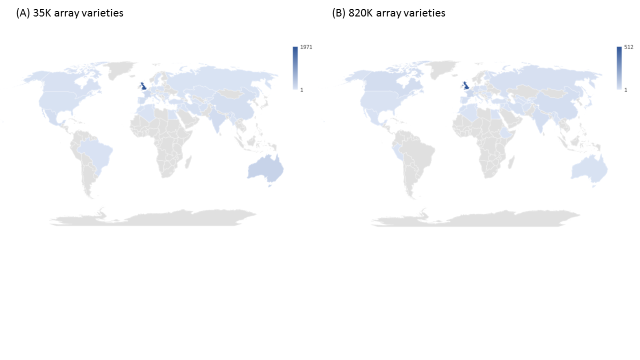 (A) 35K array varieties
(B) 820K array varieties
1971
1
512
1